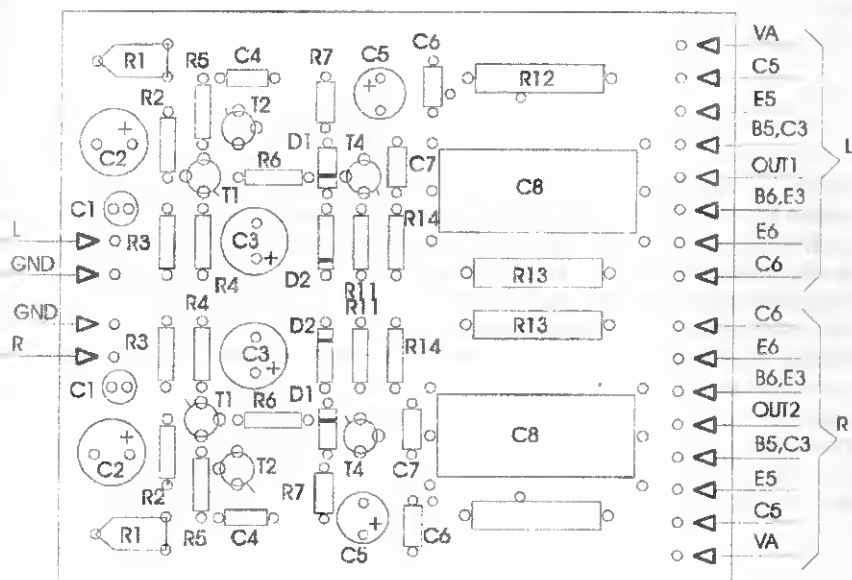 R1
R5
C4
R7
C5
C6
R12
VA
C5
R2
T2
E5
C2
D1
T4
B5,C3
L
R6
C7
C8
OUT1
T1
C1
B6,E3
L
R3
C3
R14
E6
GND
R4
D2
R13
C6
R11
GND
R4
R11
D2
R13
C6
R
R3
C3
R14
E6
C1
D1
B6,E3
T1
R6
OUT2
R
C2
T2
T4
C7
C8
B5,C3
R2
R7
E5
R1
R5
C4
C5
C6
C5
VA